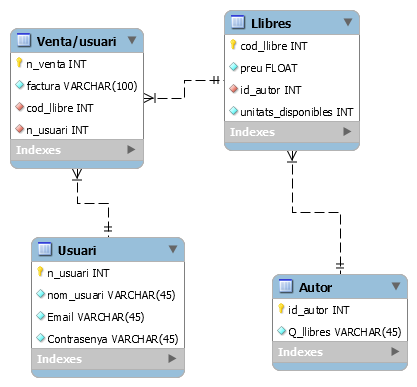 Venta/usuari
n_venta INT
factura VARCHAR(100)
cod_llibre INT
n_usuari INT
Indexes
Llibres
cod_llibre INT
preu FLOAT
id_autor INT
unitats_disponibles INT
Indexes
Usuari
n_usuari INT
nom_usuari VARCHAR(45)
Email VARCHAR(45)
Contrasenya VARCHAR(45)
Indexes
Autor
id_autor INT
Q_llibres VARCHAR(45)
Indexes